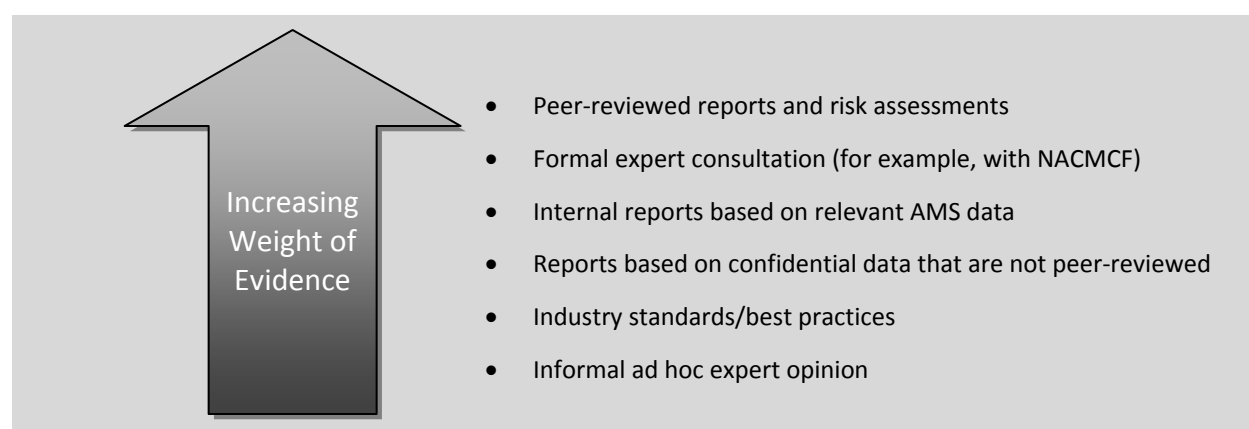 Increasing
Weight of
Evidence
• Peer-reviewed reports and risk assessments
• Formal expert consultation (for example, with NACMCF)
• Internal reports based on relevant AMS data
• Reports based on confidential data that are not peer-reviewed
• Industry standards/best practices
• Informal ad hoc expert opinion